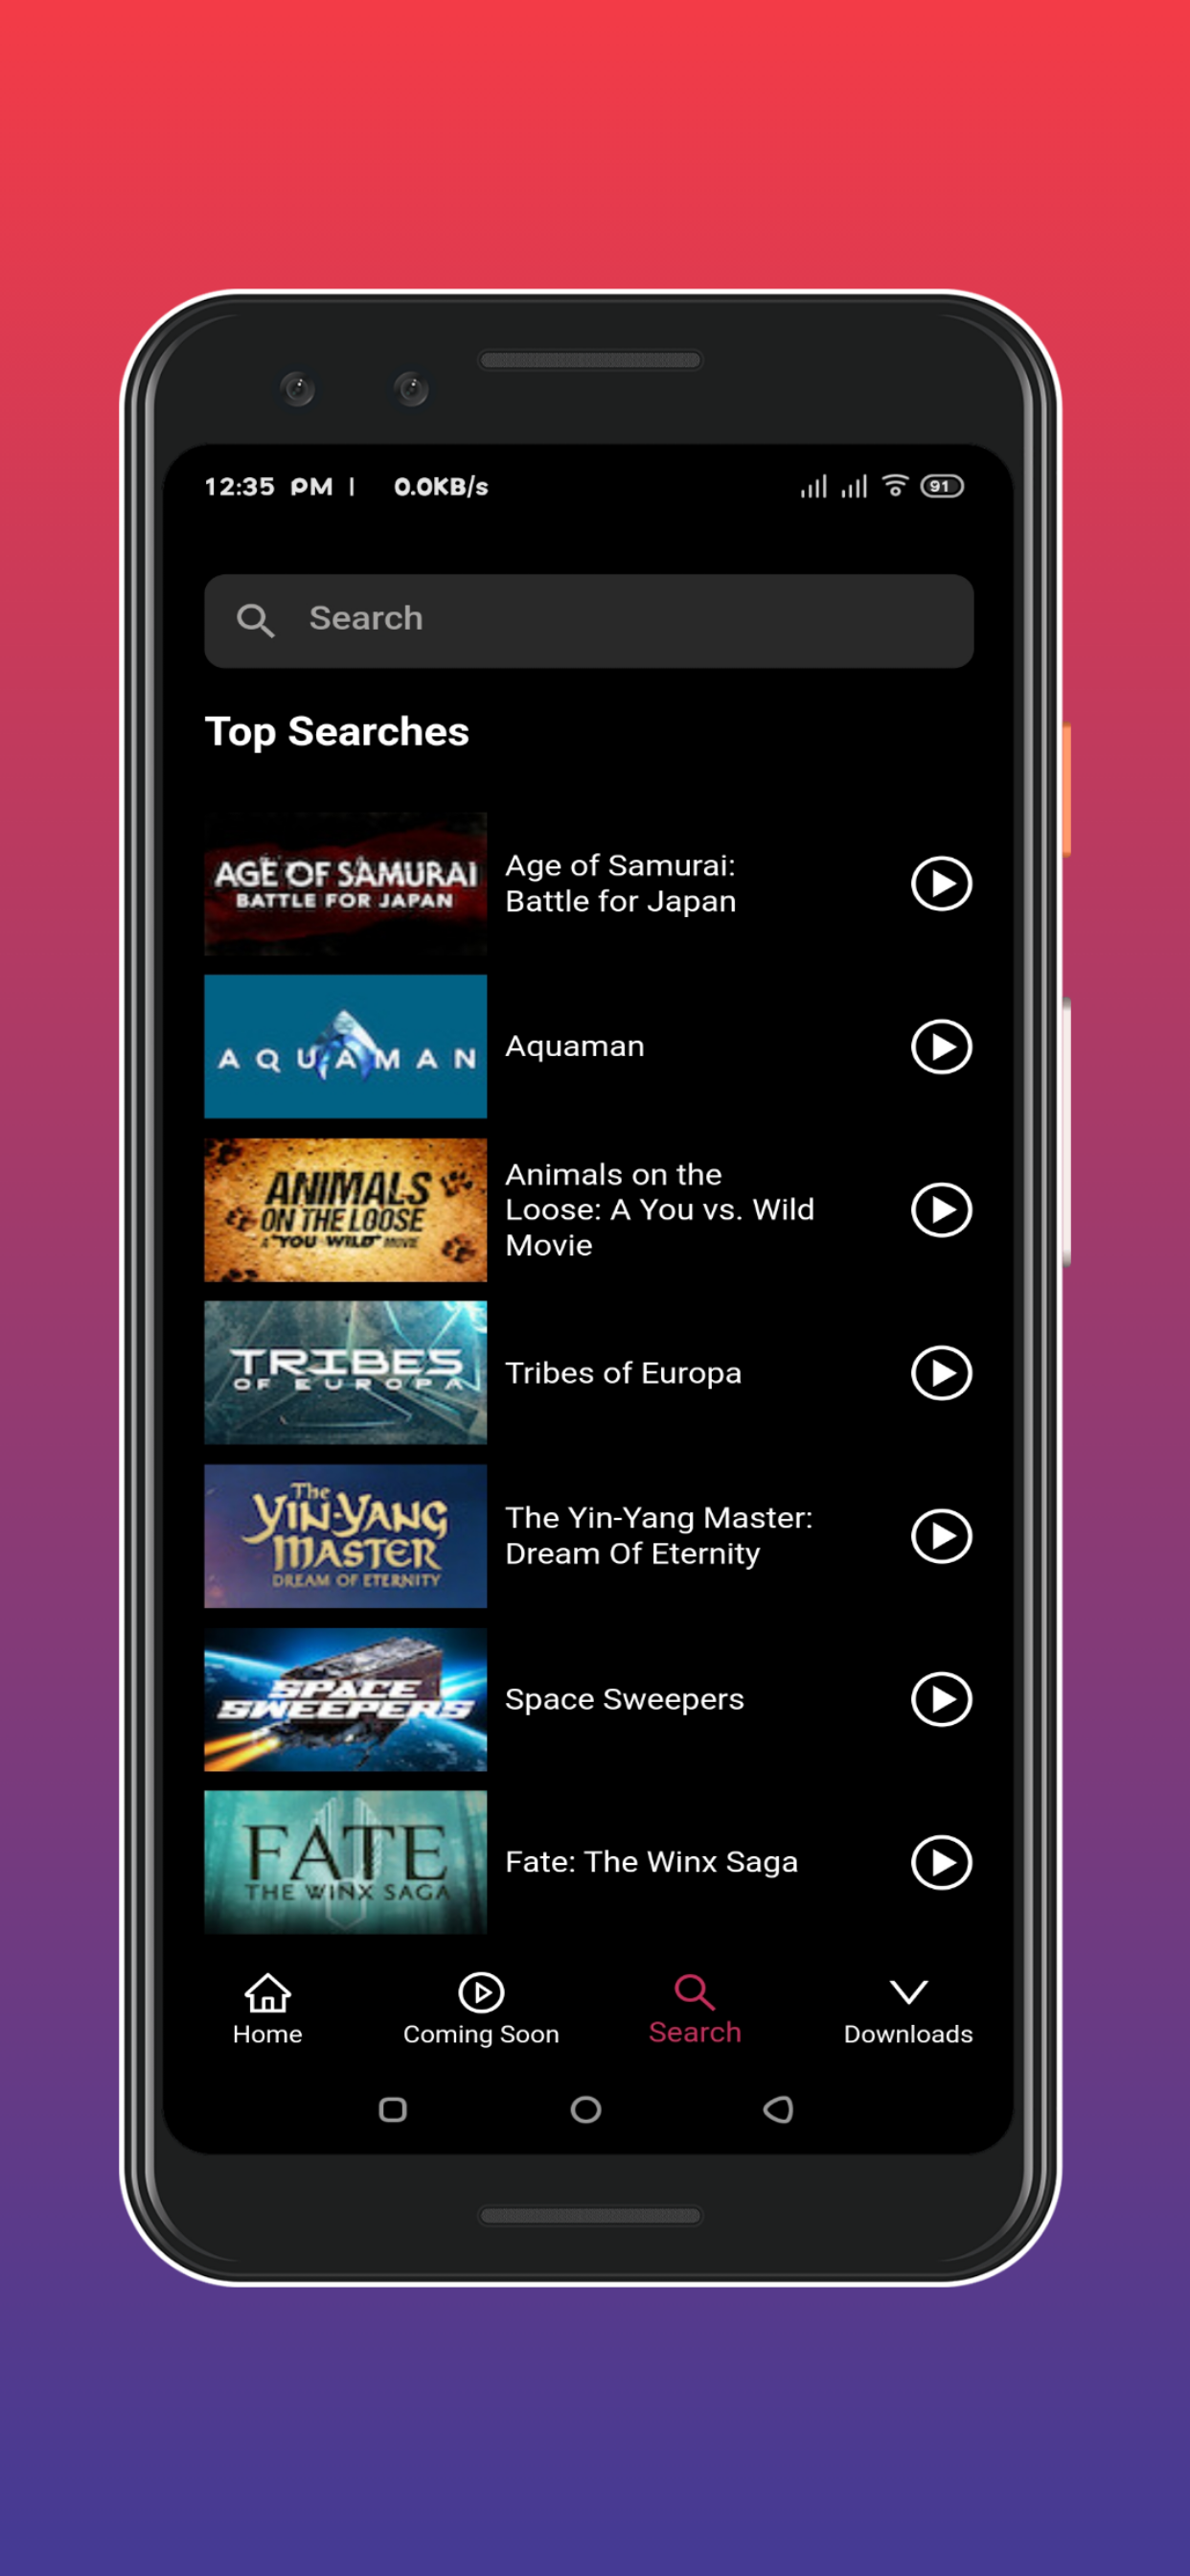 12:35 PM | 0.0KB/s
91
Search
Top Searches
AGE OF SAMURAI
BATTLE FOR JAPAN
Age of Samurai:
Battle for Japan
AQUAMAN
Aquaman
ANIMALS
ON THE LOOSE
A "YOU WILD" MOVIE
Animals on the
Loose: A You vs. Wild
Movie
TRIBES
OF EUROPA
Tribes of Europa
The
YIN-YANG
MASTER
DREAM OF ETERNITY
The Yin-Yang Master:
Dream Of Eternity
SPACE
SWEEPERS
Space Sweepers
FATE
THE WINX SAGA
Fate: The Winx Saga
Home
Coming Soon
Search
Downloads